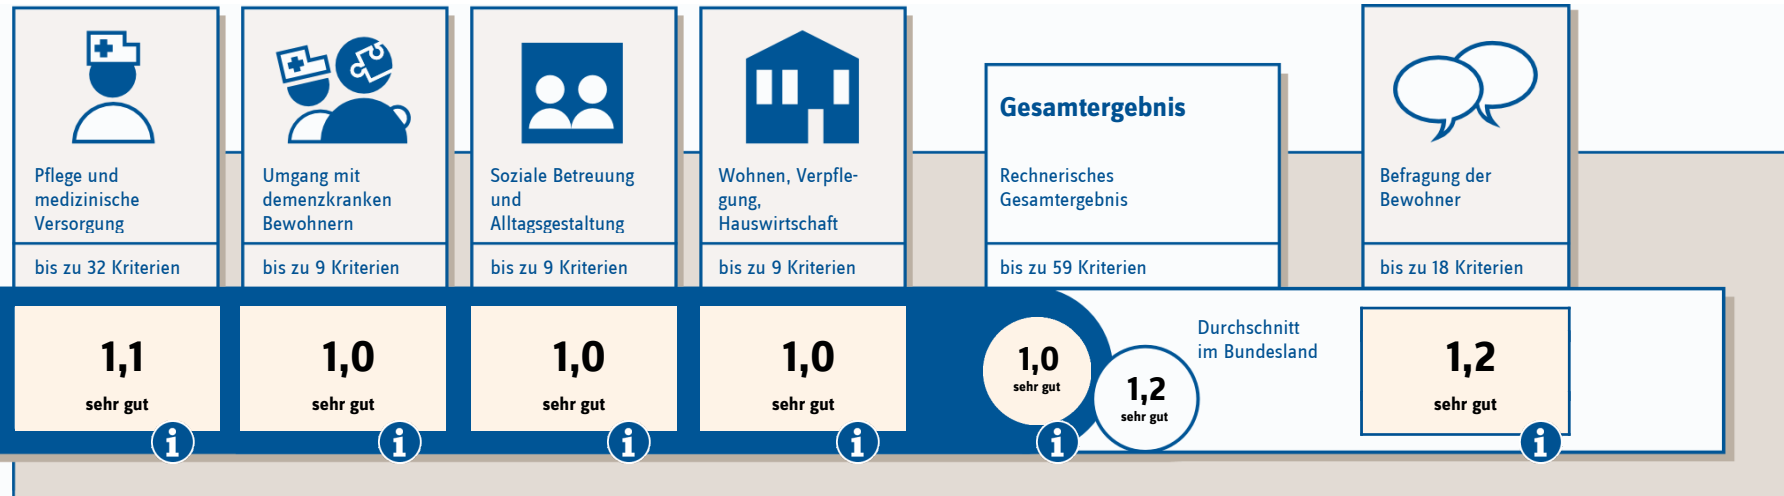 Pflege und
medizinische
Versorgung
bis zu 32 Kriterien
1,1
sehr gut
i
Umgang mit
demenzkranken
Bewohnern
bis zu 9 Kriterien
1,0
sehr gut
i
Soziale Betreuung
und
Alltagsgestaltung
bis zu 9 Kriterien
1,0
sehr gut
i
Wohnen, Verpfle-
gung,
Hauswirtschaft
bis zu 9 Kriterien
1,0
sehr gut
i
Gesamtergebnis
Rechnerisches
Gesamtergebnis
bis zu 59 Kriterien
1,0
sehr gut
i
1,2
sehr gut
Durchschnitt
im Bundesland
Befragung der
Bewohner
bis zu 18 Kriterien
1,2
sehr gut
i